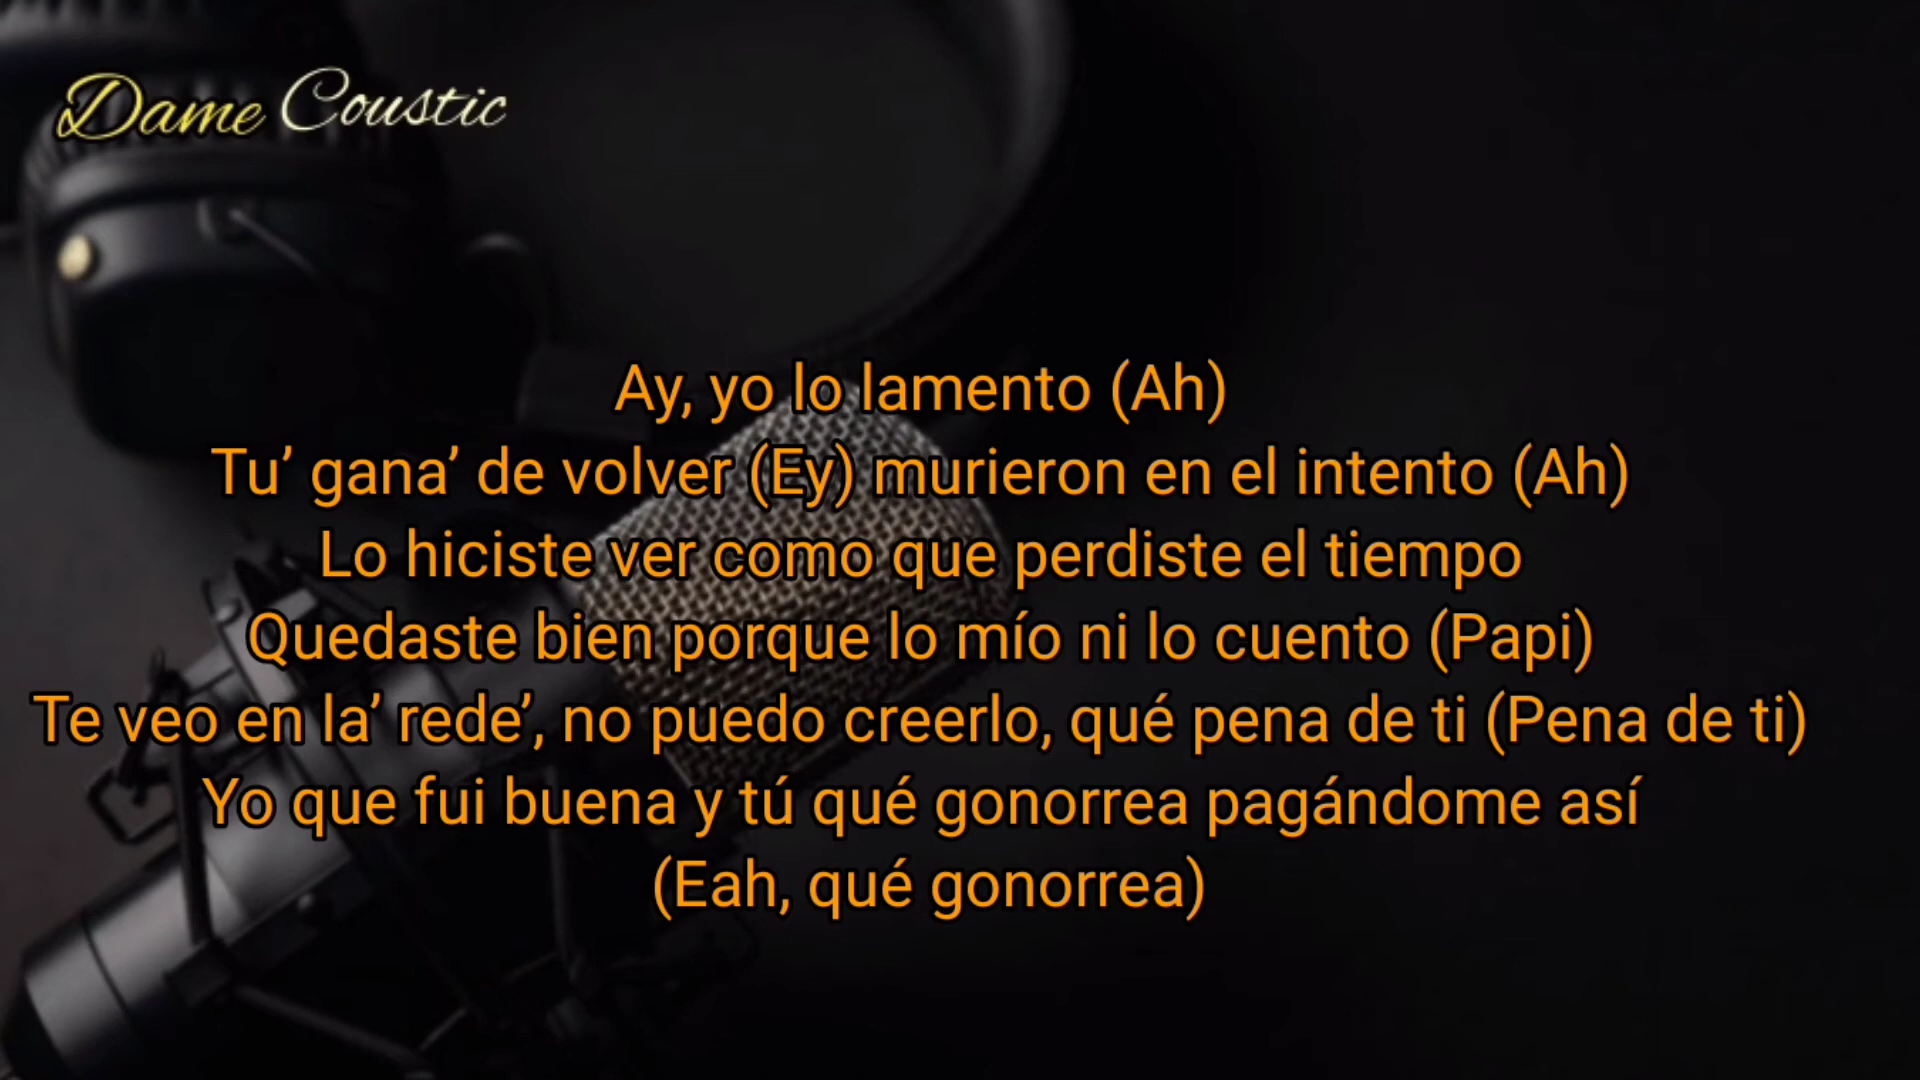 Dame Coustic
Ay, yo lo lamento (Ah)
Tu’ gana’ de volver (Ey) murieron en el intento (Ah)
Lo hiciste ver como que perdiste el tiempo
Quedaste bien porque lo mío ni lo cuento (Papi)
Te veo en la’ rede’, no puedo creerlo, qué pena de ti (Pena de ti)
Yo que fui buena y tú qué gonorrea pagándome así
(Eah, qué gonorrea)